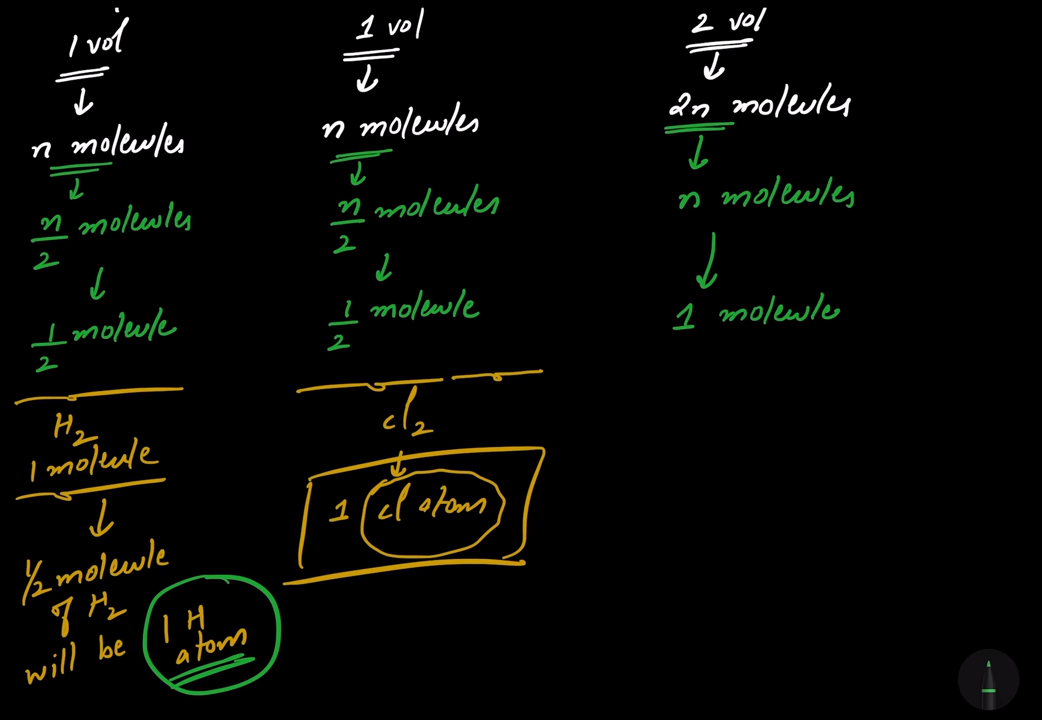 1 vol
↓
n molecules
↓
n/2 molecules
↓
1/2 molecule
H2
1 molecule
↓
1/2 molecule
of H2
will be
1 H
atom
1 vol
↓
n molecules
↓
n/2 molecules
↓
1/2 molecule
cl2
↓
1 cl atom
2 vol
↓
2n molecules
↓
n molecules
↓
1 molecule